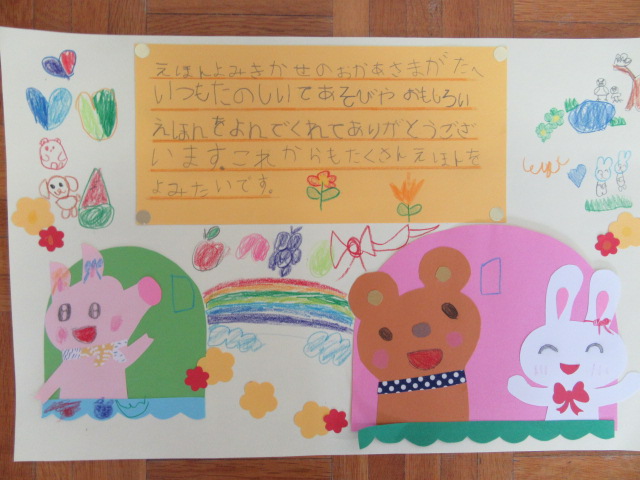 えほんよみきかせのおかあさまがたへ
いつもたのしいてあそびや おもしろい
えほんをよんでくれてありがとうござ
います。これからもたくさんえほんを
よみたいです。